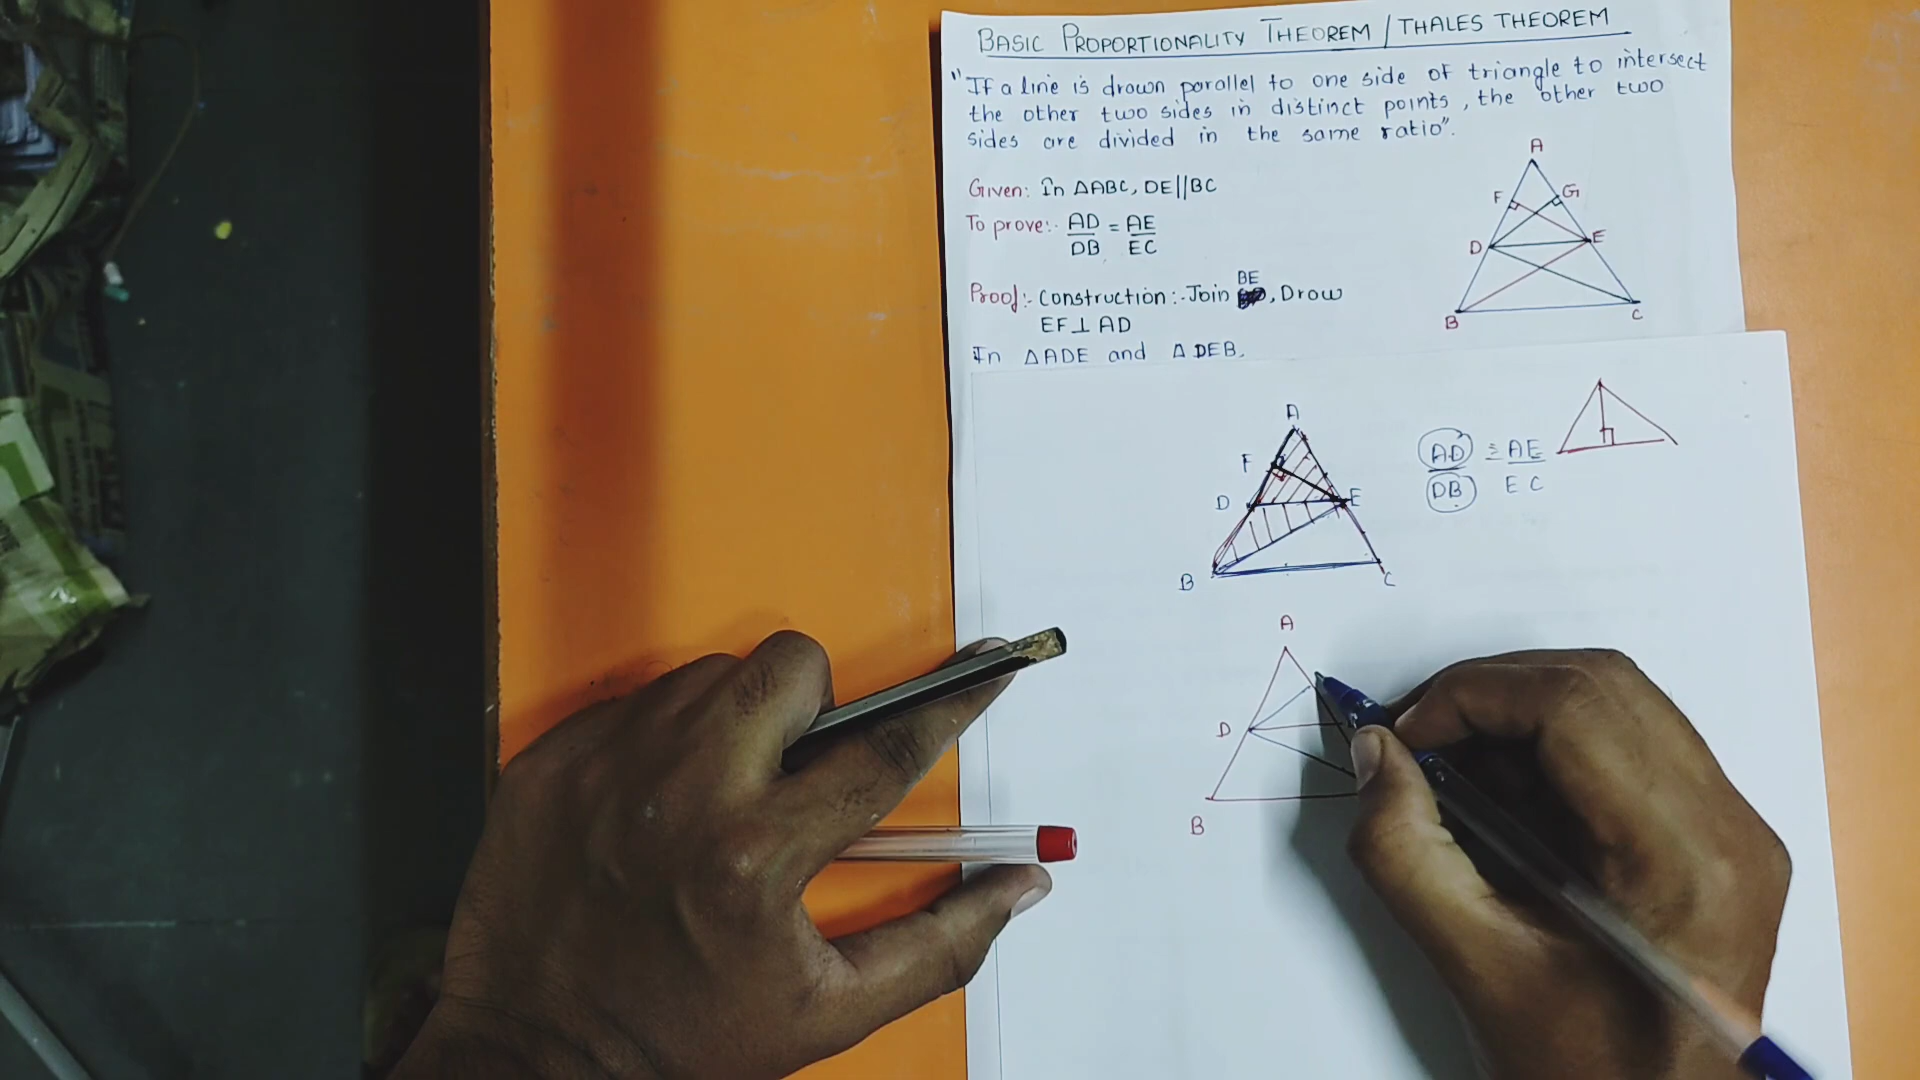 BASIC PROPORTIONALITY THEOREM / THALES THEOREM
"If a line is drawn parallel to one side of triangle to intersect
the other two sides in distinct points, the other two
sides are divided in the same ratio".
Given: In △ABC, DE||BC
To prove:- AD/DB = AE/EC
Proof:- Construction:- Join BE, Draw
EF⊥AD
In △ADE and △DEB,
A
F
G
D
E
B
C
A
F
D
E
B
C
AD/DB = AE/EC
A
D
B